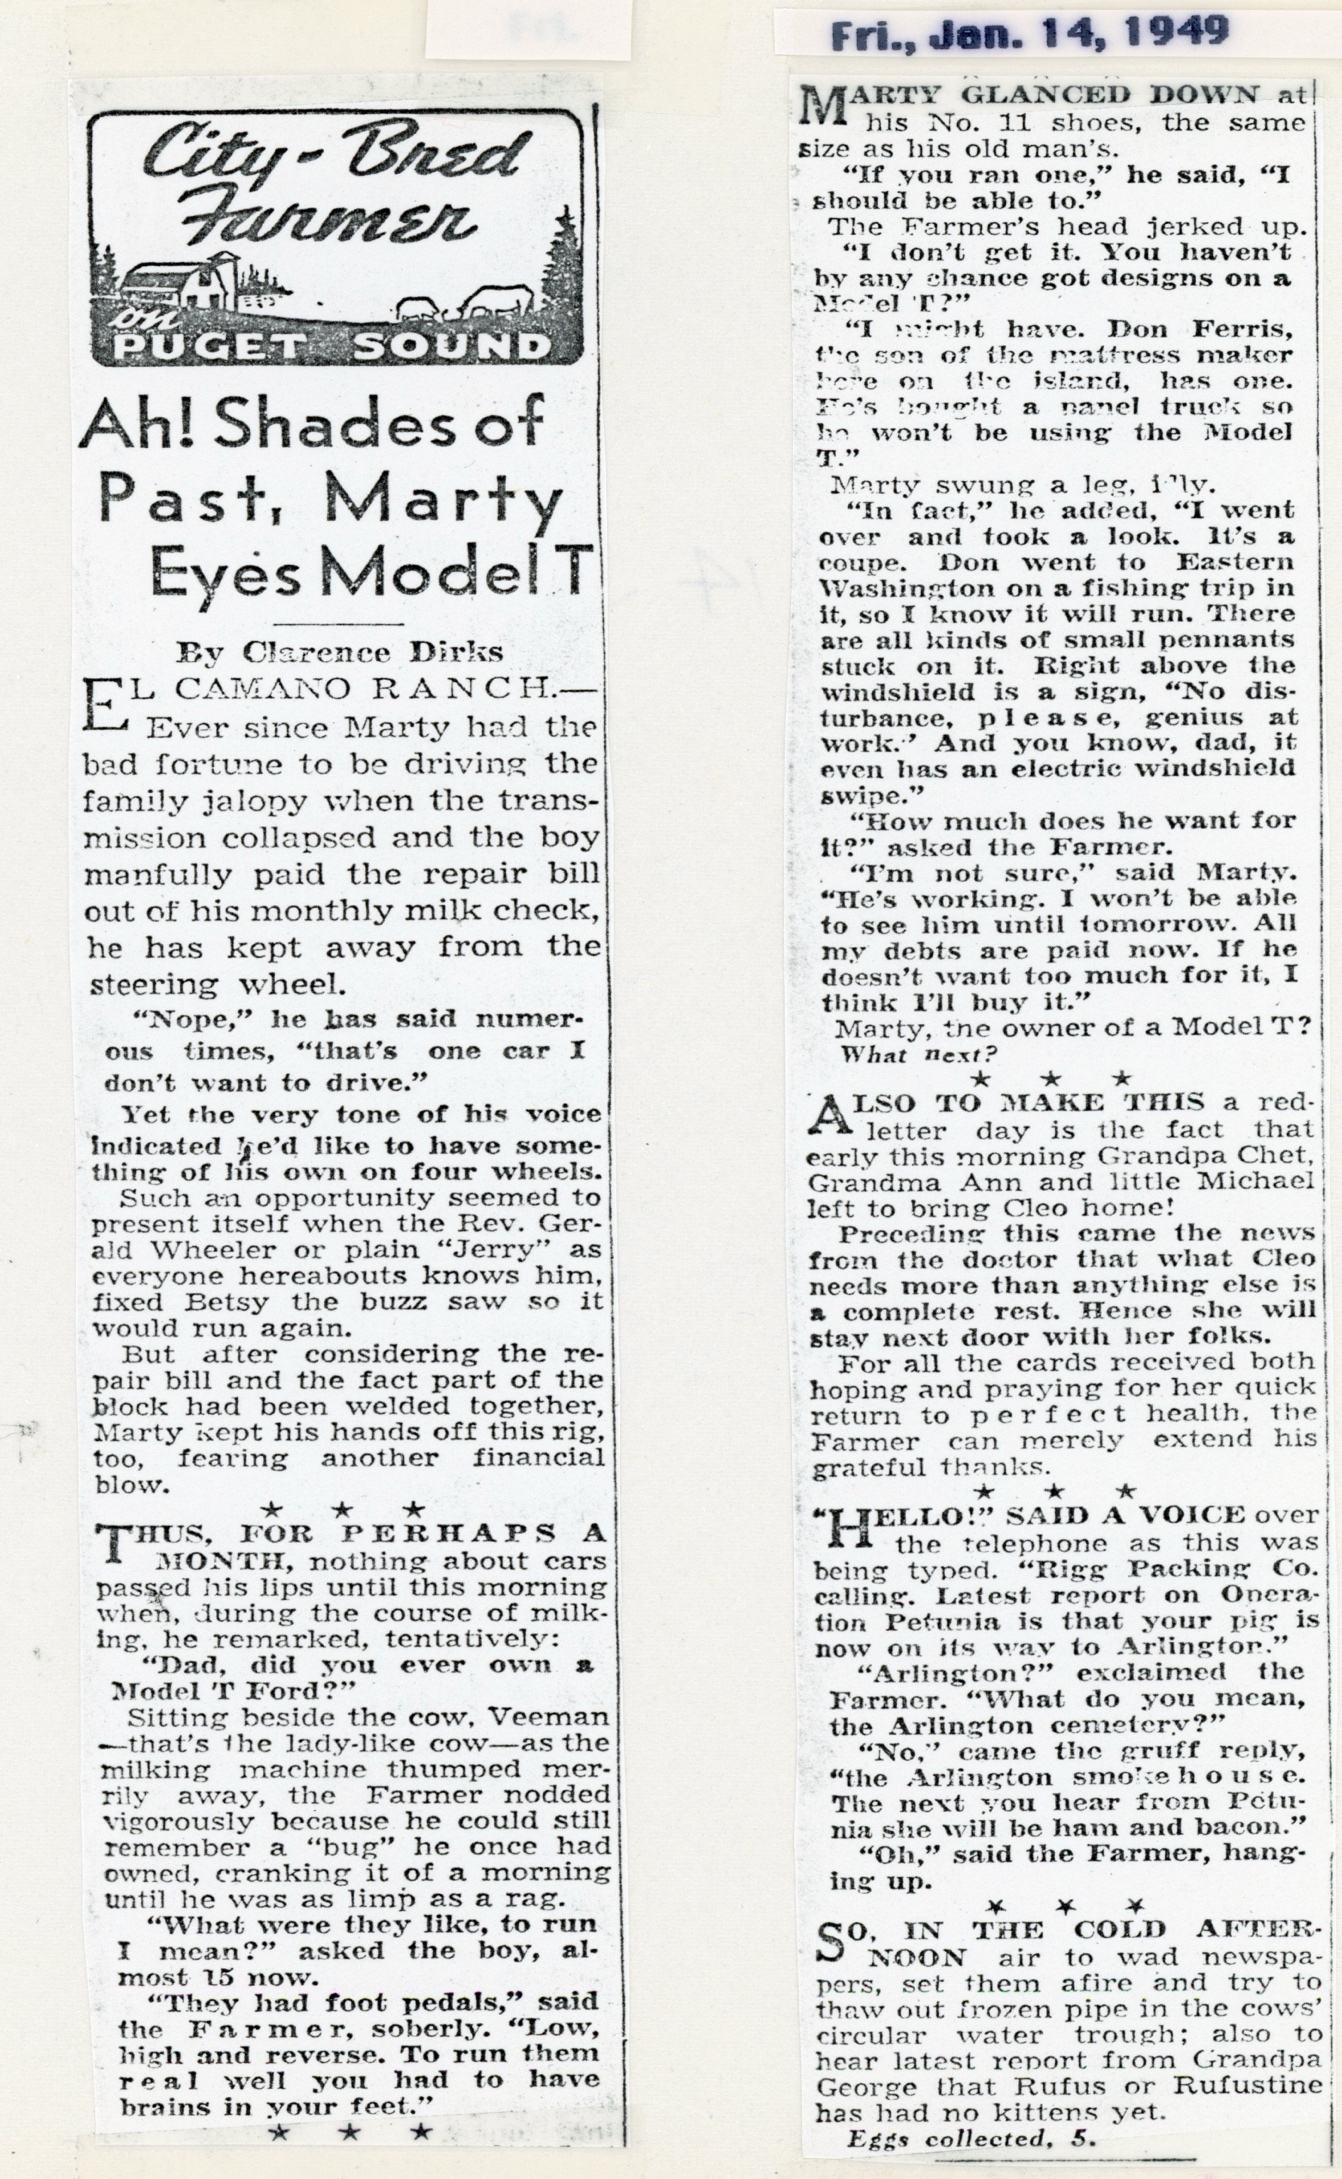 Fri., Jan. 14, 1949
City-Bred
Farmer
on
PUGET SOUND
Ah! Shades of
Past, Marty
Eyes Model T
By Clarence Dirks
EL CAMANO RANCH.—
Ever since Marty had the
bad fortune to be driving the
family jalopy when the trans-
mission collapsed and the boy
manfully paid the repair bill
out of his monthly milk check,
he has kept away from the
steering wheel.
"Nope," he has said numer-
ous times, "that's one car I
don't want to drive."
Yet the very tone of his voice
indicated he'd like to have some-
thing of his own on four wheels.
Such an opportunity seemed to
present itself when the Rev. Ger-
ald Wheeler or plain "Jerry" as
everyone hereabouts knows him,
fixed Betsy the buzz saw so it
would run again.
But after considering the re-
pair bill and the fact part of the
block had been welded together,
Marty kept his hands off this rig,
too, fearing another financial
blow.
★ ★ ★
THUS, FOR PERHAPS A
MONTH, nothing about cars
passed his lips until this morning
when, during the course of milk-
ing, he remarked, tentatively:
"Dad, did you ever own a
Model T Ford?"
Sitting beside the cow, Veeman
—that's the lady-like cow—as the
milking machine thumped mer-
rily away, the Farmer nodded
vigorously because he could still
remember a "bug" he once had
owned, cranking it of a morning
until he was as limp as a rag.
"What were they like, to run
I mean?" asked the boy, al-
most 15 now.
"They had foot pedals," said
the Farmer, soberly. "Low,
high and reverse. To run them
real well you had to have
brains in your feet."
★ ★ ★
MARTY GLANCED DOWN at
his No. 11 shoes, the same
size as his old man's.
"If you ran one," he said, "I
should be able to."
The Farmer's head jerked up.
"I don't get it. You haven't
by any chance got designs on a
Model T?"
"I might have. Don Ferris,
the son of the mattress maker
here on the island, has one.
He's bought a panel truck so
he won't be using the Model
T."
Marty swung a leg, idly.
"In fact," he added, "I went
over and took a look. It's a
coupe. Don went to Eastern
Washington on a fishing trip in
it, so I know it will run. There
are all kinds of small pennants
stuck on it. Right above the
windshield is a sign, "No dis-
turbance, please, genius at
work.' And you know, dad, it
even has an electric windshield
swipe."
"How much does he want for
it?" asked the Farmer.
"I'm not sure," said Marty.
"He's working. I won't be able
to see him until tomorrow. All
my debts are paid now. If he
doesn't want too much for it, I
think I'll buy it."
Marty, the owner of a Model T?
What next?
★ ★ ★
ALSO TO MAKE THIS a red-
letter day is the fact that
early this morning Grandpa Chet,
Grandma Ann and little Michael
left to bring Cleo home!
Preceding this came the news
from the doctor that what Cleo
needs more than anything else is
a complete rest. Hence she will
stay next door with her folks.
For all the cards received both
hoping and praying for her quick
return to perfect health, the
Farmer can merely extend his
grateful thanks.
★ ★ ★
"HELLO!" SAID A VOICE over
the telephone as this was
being typed. "Rigg Packing Co.
calling. Latest report on Opera-
tion Petunia is that your pig is
now on its way to Arlington."
"Arlington?" exclaimed the
Farmer. "What do you mean,
the Arlington cemetery?"
"No," came the gruff reply,
"the Arlington smokehouse.
The next you hear from Petu-
nia she will be ham and bacon."
"Oh," said the Farmer, hang-
ing up.
★ ★ ★
SO, IN THE COLD AFTER-
NOON air to wad newspa-
pers, set them afire and try to
thaw out frozen pipe in the cows'
circular water trough; also to
hear latest report from Grandpa
George that Rufus or Rufustine
has had no kittens yet.
Eggs collected, 5.